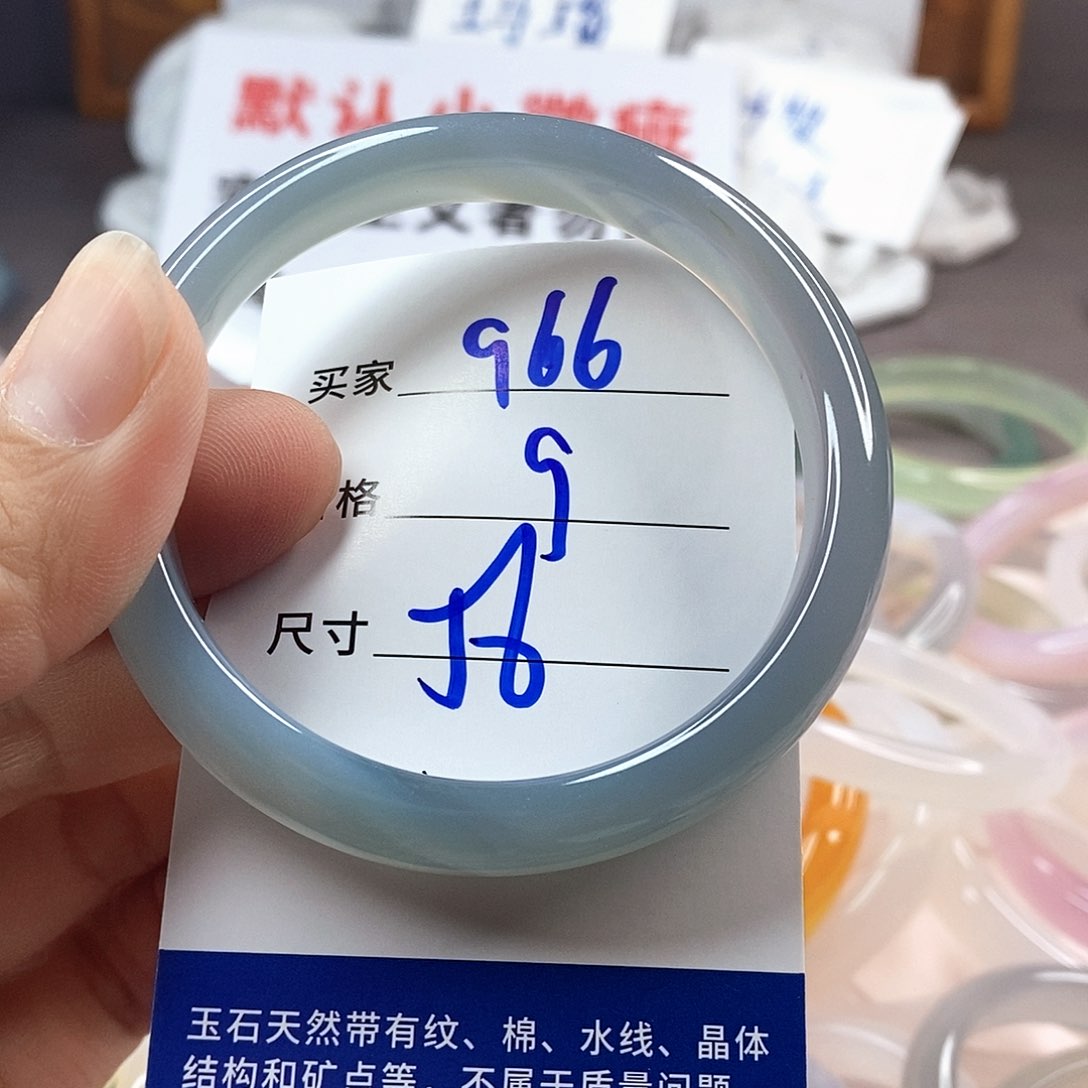 默认小微瑕
买家 966
格 9
尺寸 56
玉石天然带有纹、棉、水线、晶体
结构和矿点等，不属于质量问题